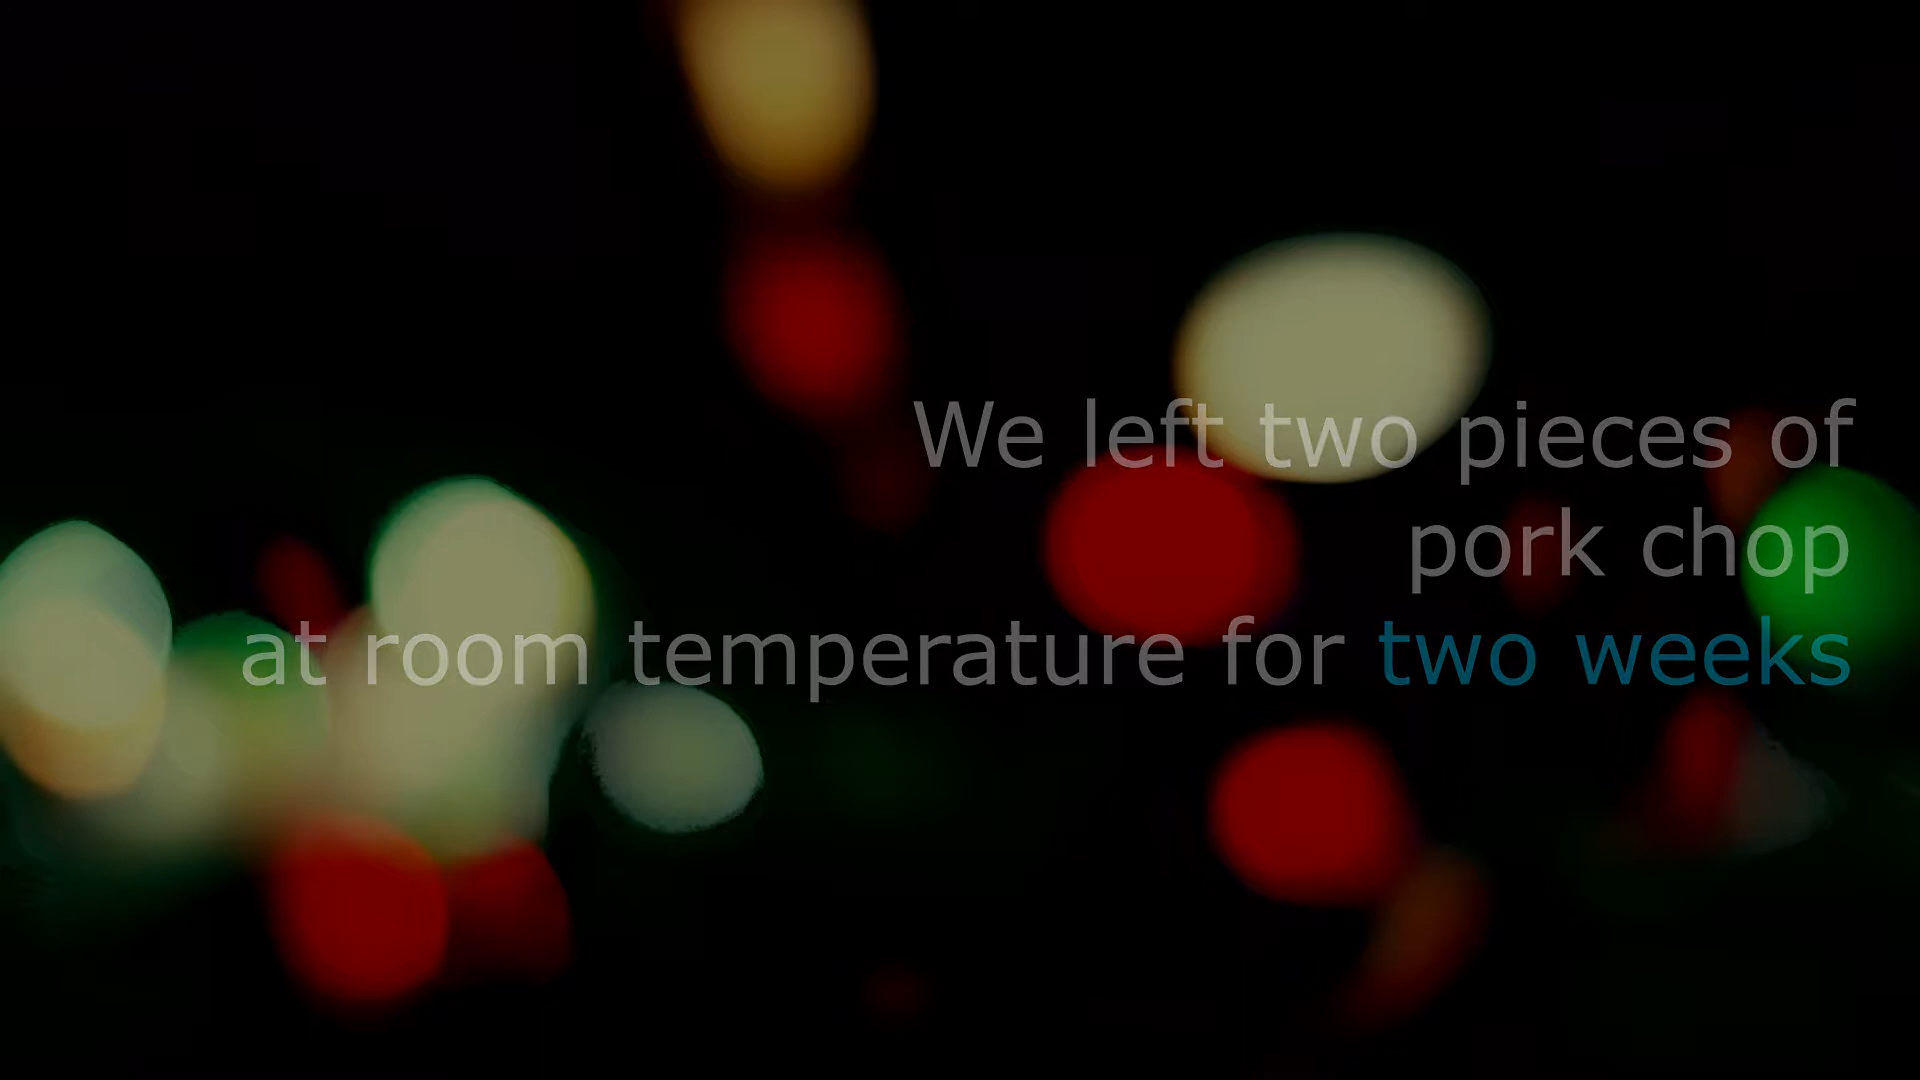 We left two pieces of
pork chop
at room temperature for two weeks